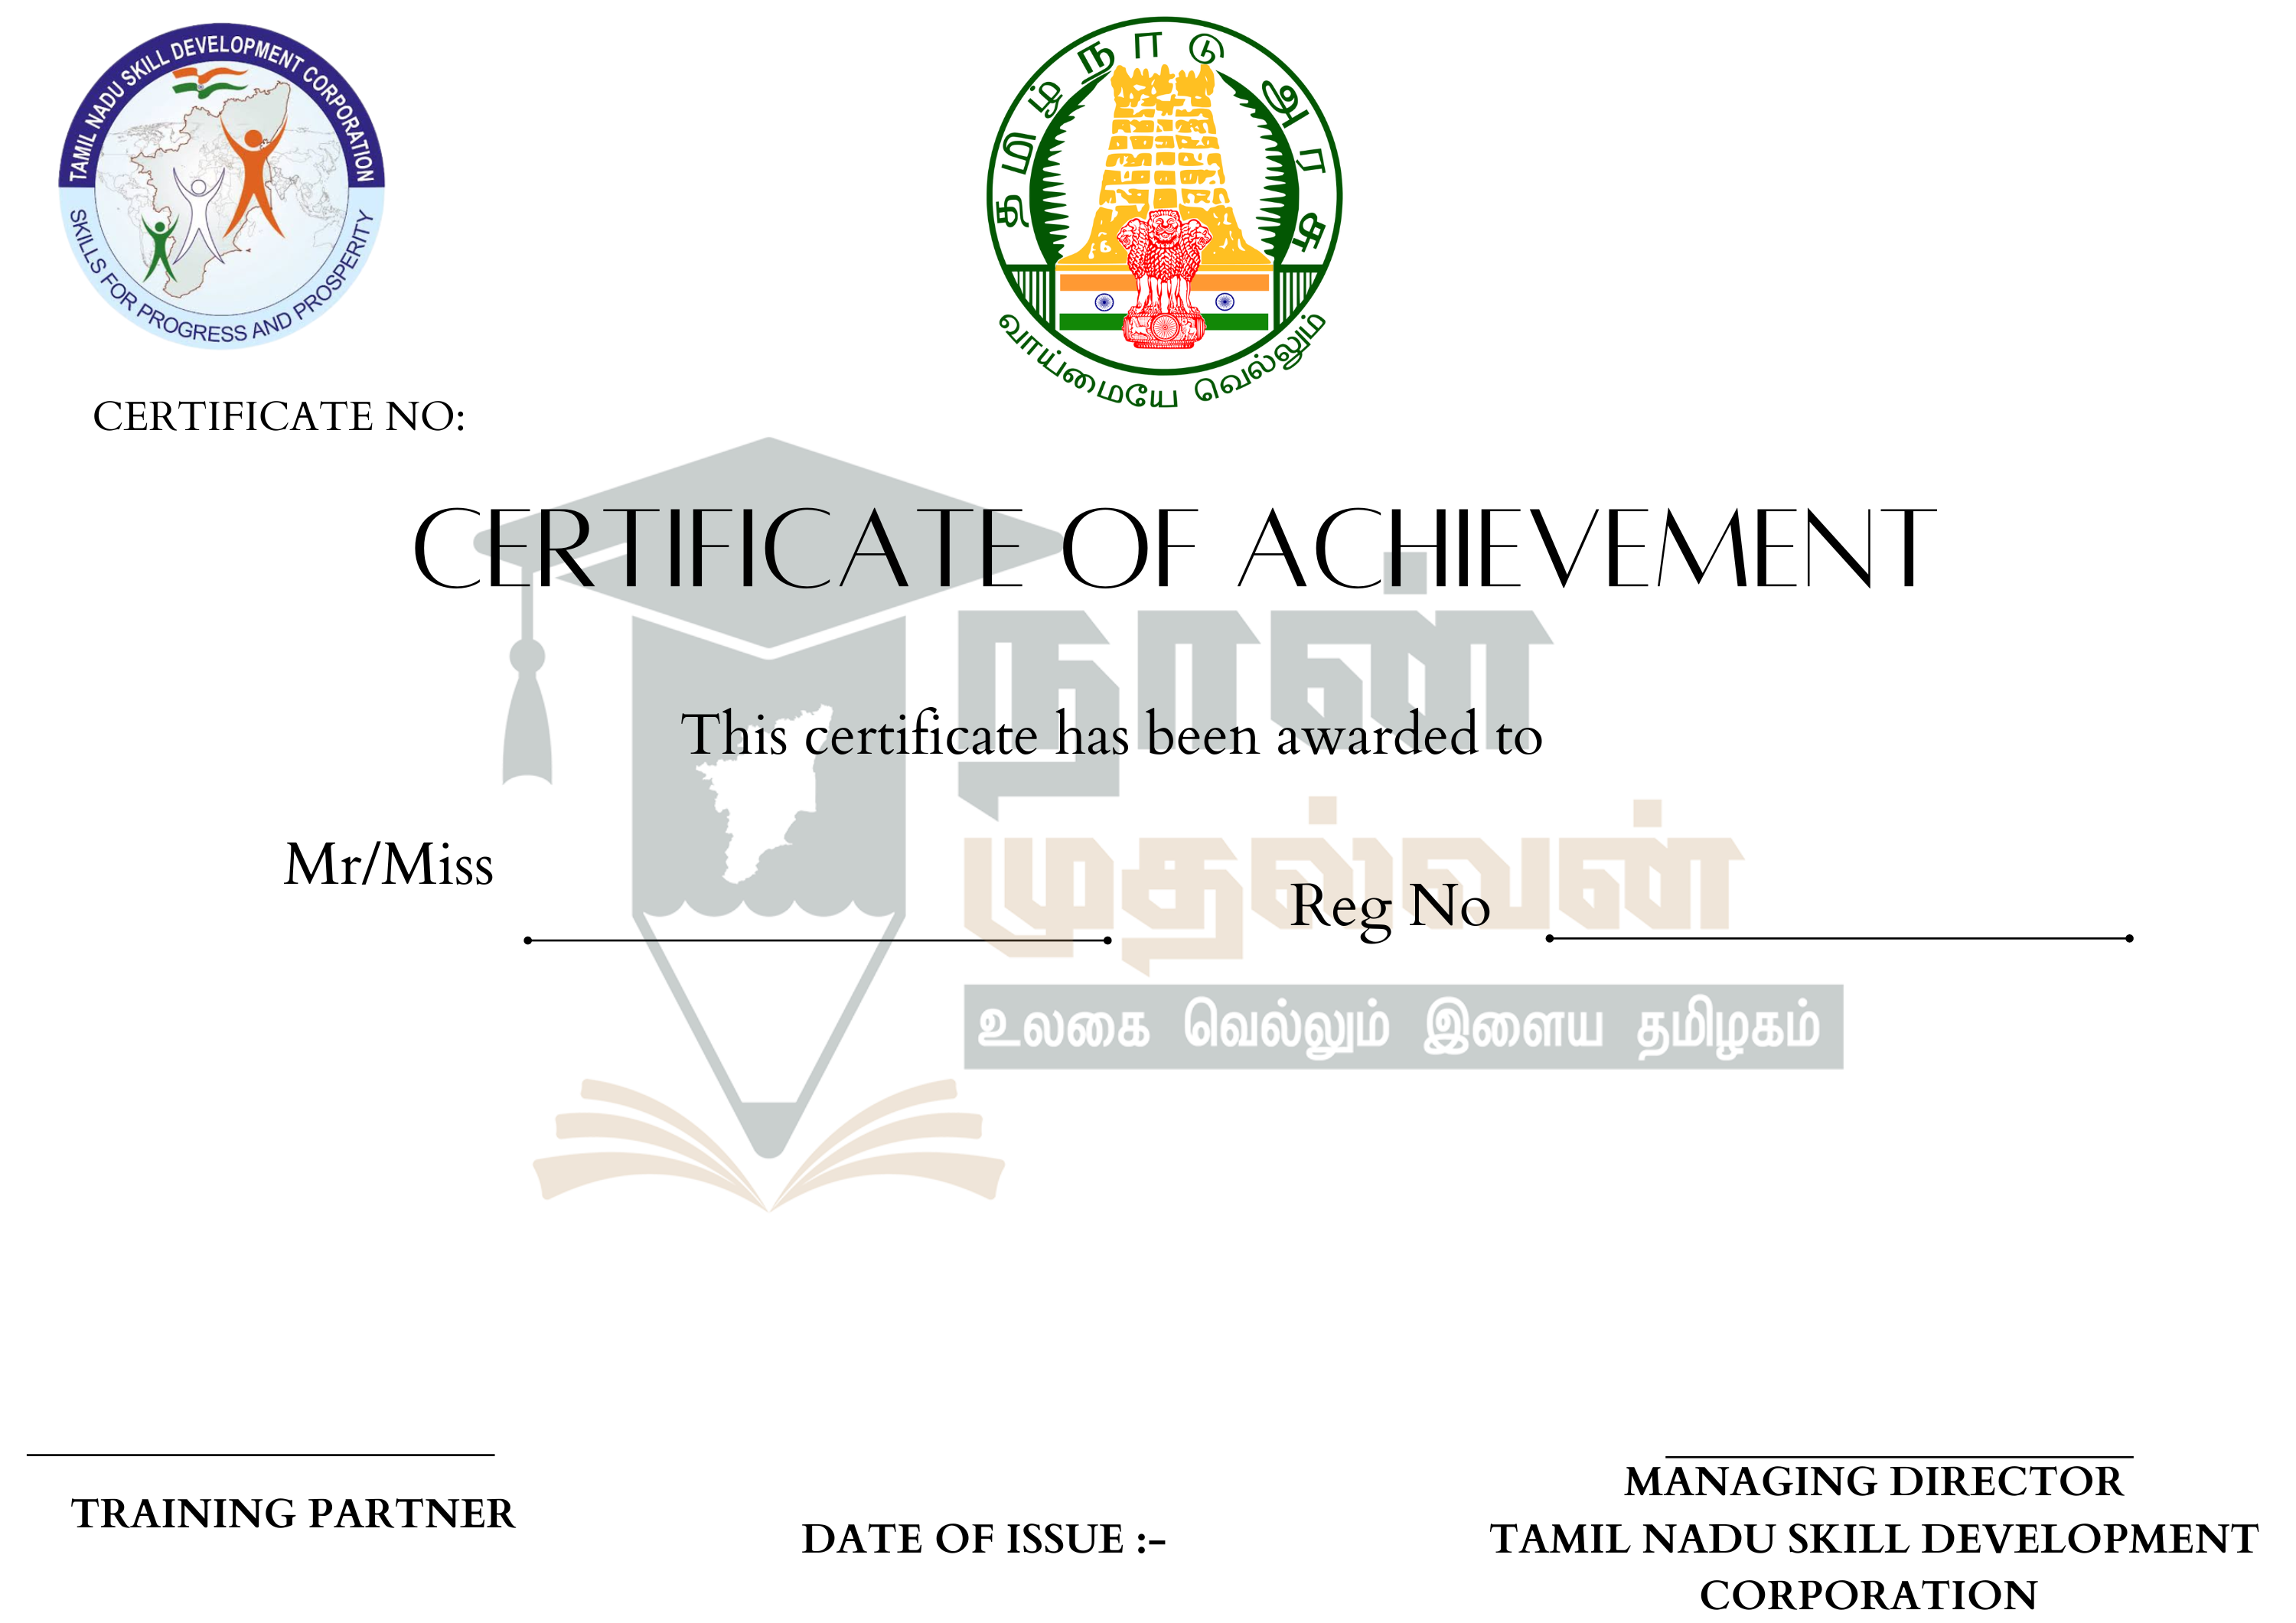 TAMIL NADU SKILL DEVELOPMENT CORPORATION
SKILLS FOR PROGRESS AND PROSPERITY
தமிழ்நாடு அரசு
வாய்மையே வெல்லும்
CERTIFICATE NO:
CERTIFICATE OF ACHIEVEMENT
நான்
This certificate has been awarded to
முதல்வன்
Mr/Miss
Reg No
உலகை வெல்லும் இளைய தமிழகம்
TRAINING PARTNER
DATE OF ISSUE :-
MANAGING DIRECTOR
TAMIL NADU SKILL DEVELOPMENT
CORPORATION